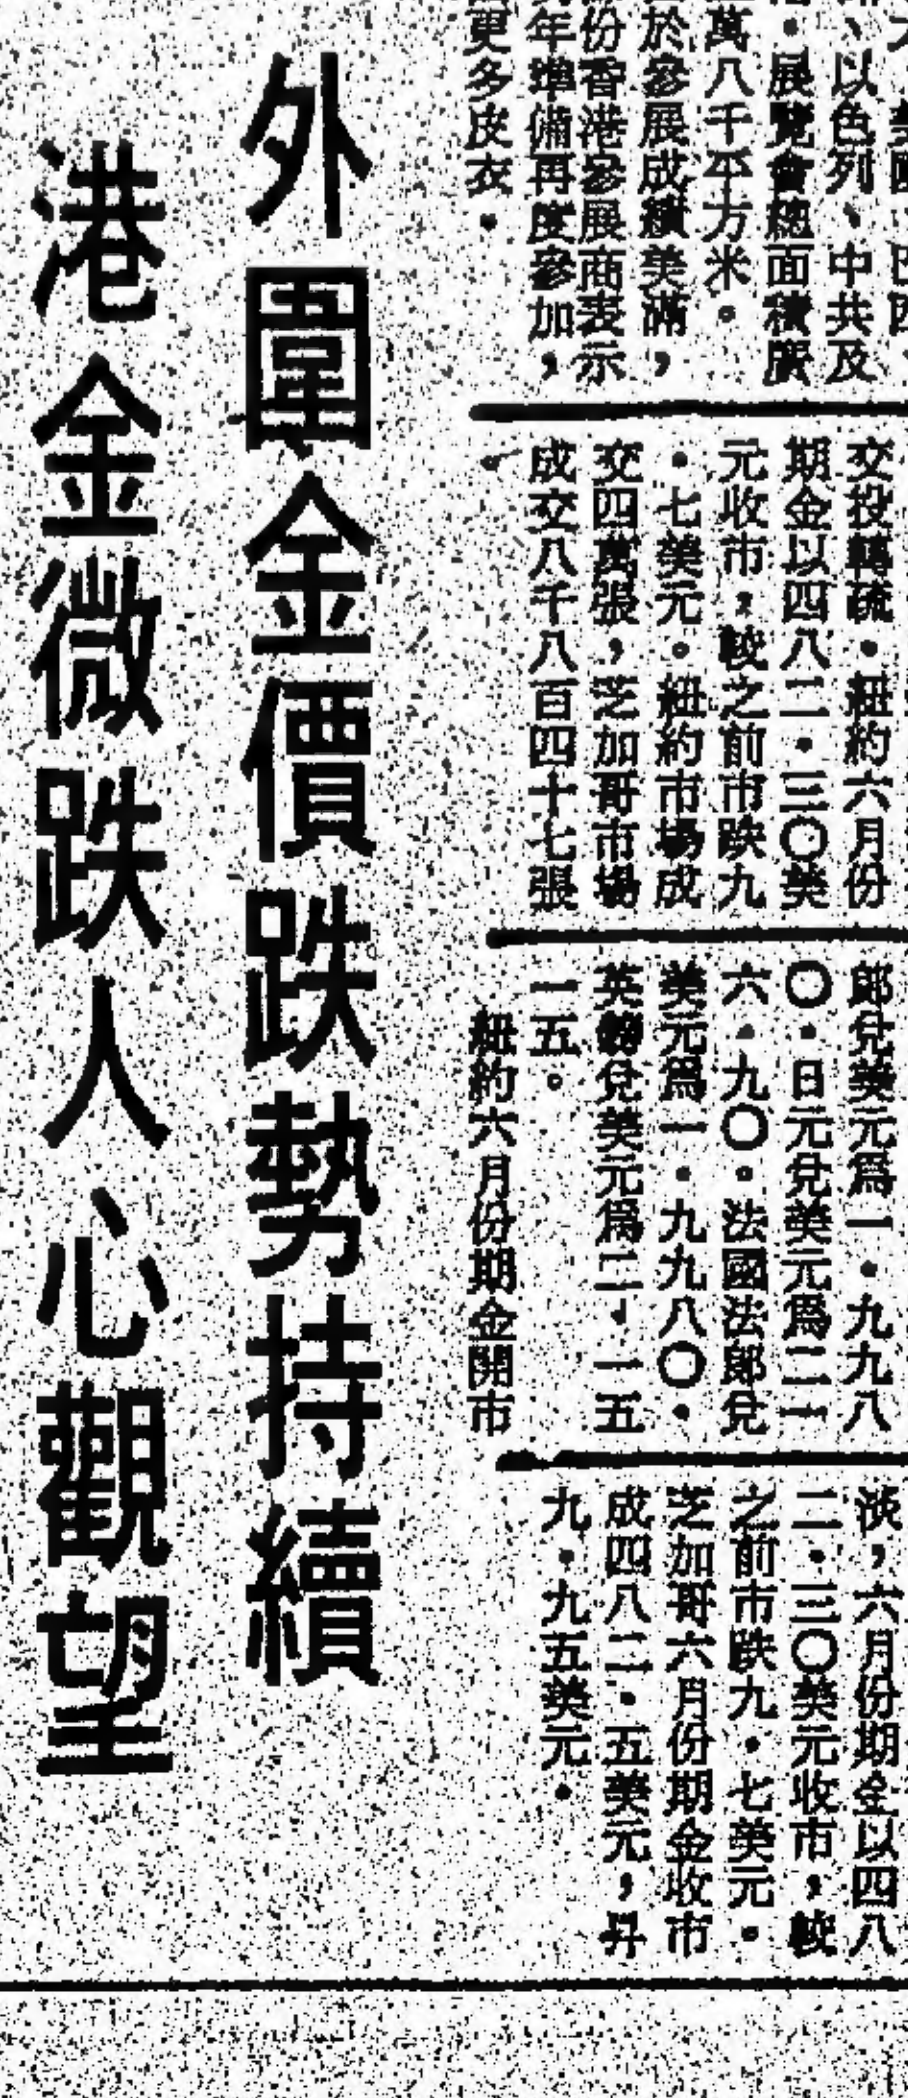 、以色列、中共及
展覽會總面積廣
萬八千平方米。
於參展成績美滿，
份香港參展商表示
年準備再度參加，
更多皮衣．
交投轉疏．紐約六月份
期金以四八二．三〇美
元收市，較之前市跌九
．七美元。紐約市場成
交四萬張，芝加哥市場
成交八千八百四十七張
．
郎兌美元爲一．九九八
〇．日元兌美元爲二一
六．九〇。法國法郎兌
美元爲一．九九八〇．
英鎊兌美元爲二．一五
一五。
紐約六月份期金開市
淡，六月份期金以四八
二．三〇美元收市，較
之前市跌九．七美元．
芝加哥六月份期金收市
成四八二．五美元，昇
九．九五美元．
外圍金價跌勢持續
港金微跌人心觀望